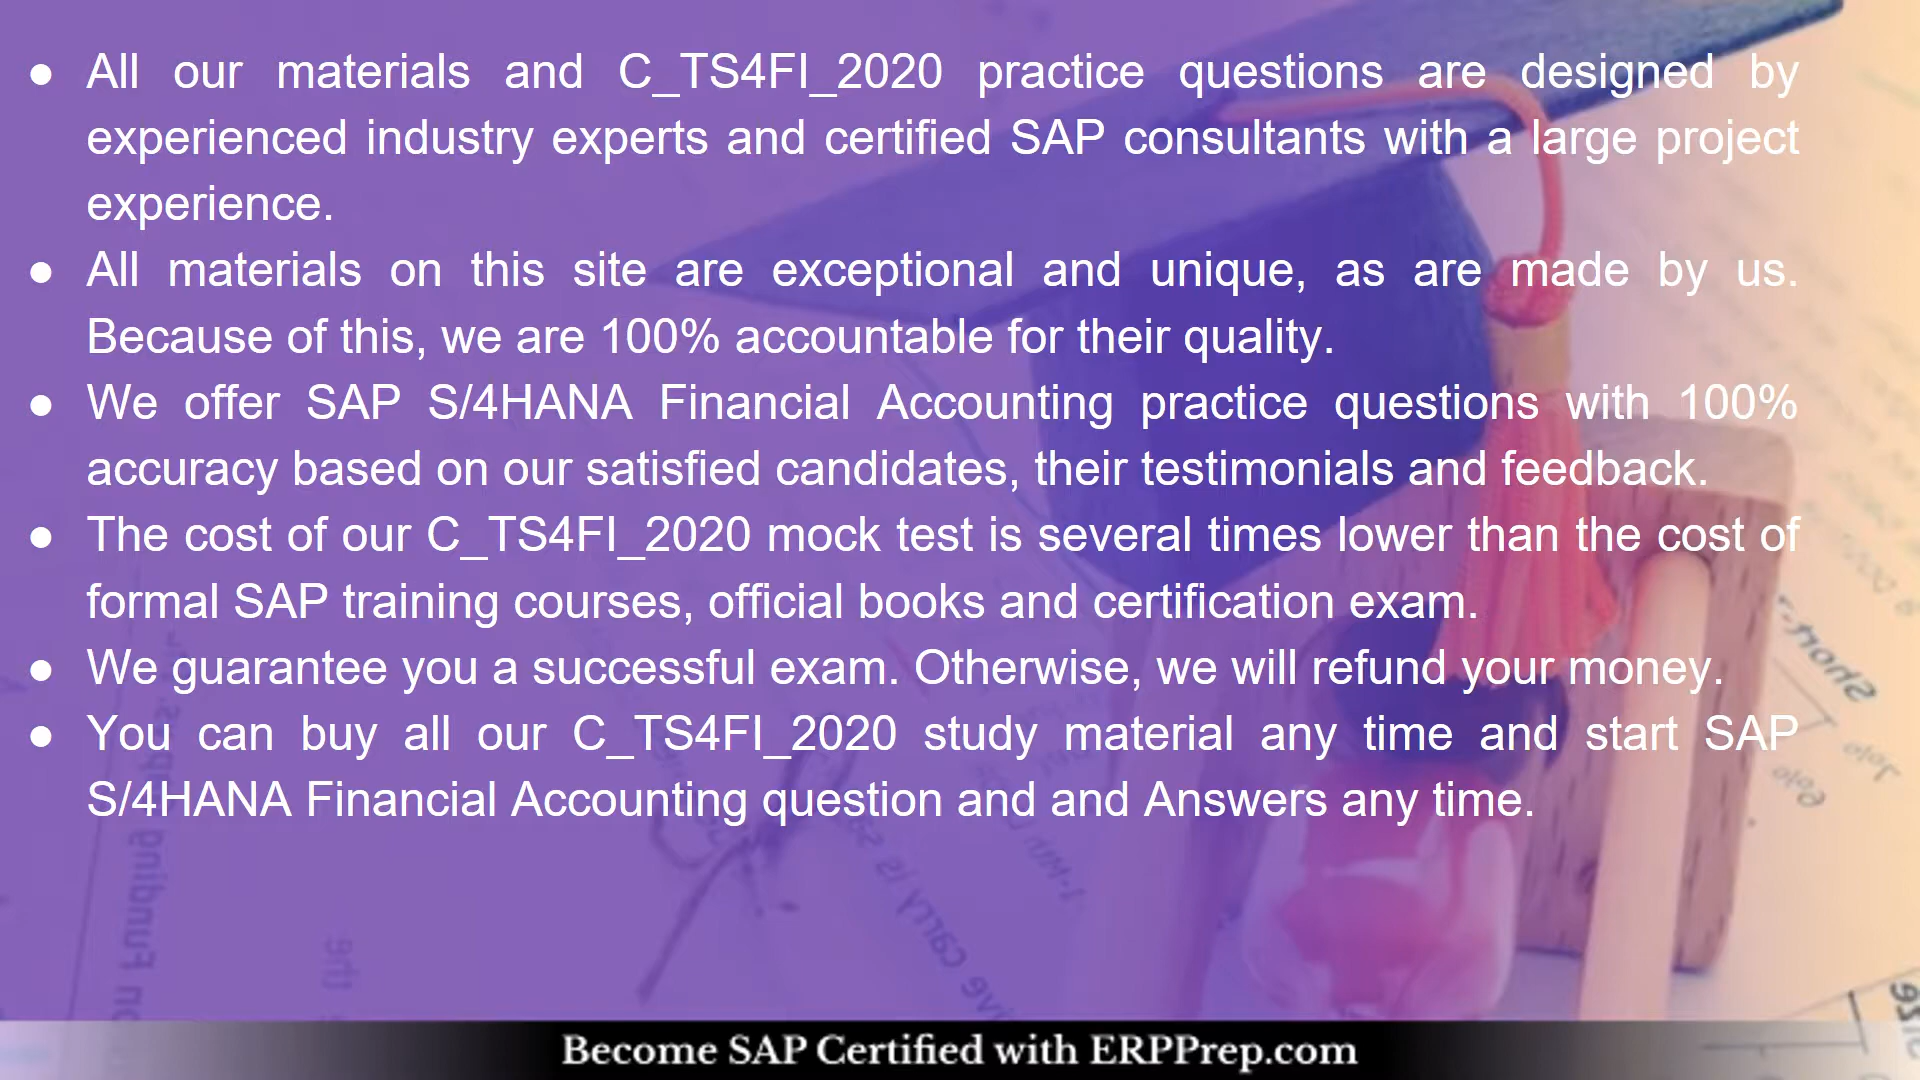 ● All our materials and C_TS4FI_2020 practice questions are designed by
experienced industry experts and certified SAP consultants with a large project
experience.
● All materials on this site are exceptional and unique, as are made by us.
Because of this, we are 100% accountable for their quality.
● We offer SAP S/4HANA Financial Accounting practice questions with 100%
accuracy based on our satisfied candidates, their testimonials and feedback.
● The cost of our C_TS4FI_2020 mock test is several times lower than the cost of
formal SAP training courses, official books and certification exam.
● We guarantee you a successful exam. Otherwise, we will refund your money.
● You can buy all our C_TS4FI_2020 study material any time and start SAP
S/4HANA Financial Accounting question and and Answers any time.
Short-
Funding
carry is
Become SAP Certified with ERPPrep.com